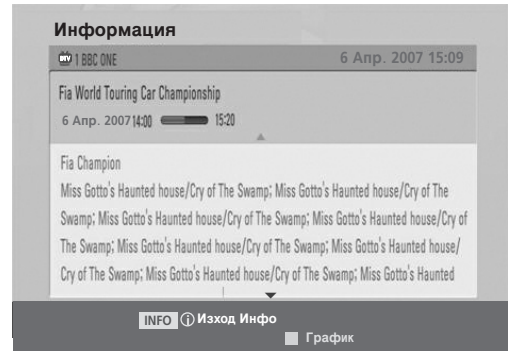 Информация
DTV 1 BBC ONE 6 Апр. 2007 15:09
Fia World Touring Car Championship
6 Апр. 2007 14:00 15:20
Fia Champion
Miss Gotto's Haunted house/Cry of The Swamp; Miss Gotto's Haunted house/Cry of The
Swamp; Miss Gotto's Haunted house/Cry of The Swamp; Miss Gotto's Haunted house/Cry of
The Swamp; Miss Gotto's Haunted house/Cry of The Swamp; Miss Gotto's Haunted house/
Cry of The Swamp; Miss Gotto's Haunted house/Cry of The Swamp; Miss Gotto's Haunted
INFO i Изход Инфо
График